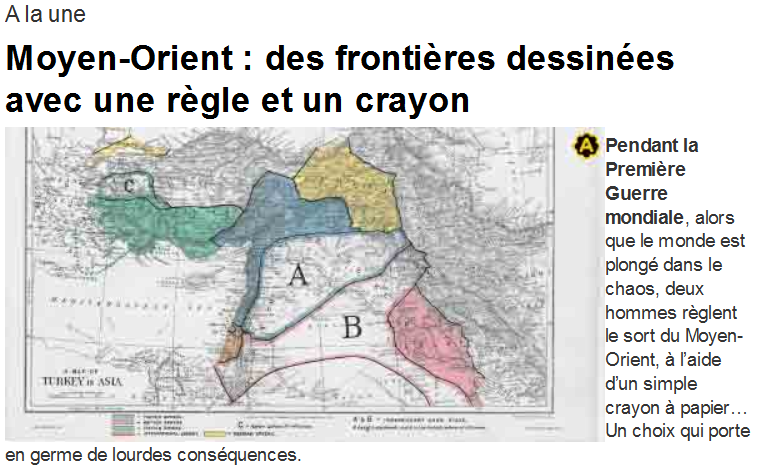 A la une
Moyen-Orient : des frontières dessinées
avec une règle et un crayon
C
A
B
A MAP OF
TURKEY IN ASIA
A
Pendant la
Première
Guerre
mondiale, alors
que le monde est
plongé dans le
chaos, deux
hommes règlent
le sort du Moyen-
Orient, à l'aide
d'un simple
crayon à papier…
Un choix qui porte
en germe de lourdes conséquences.